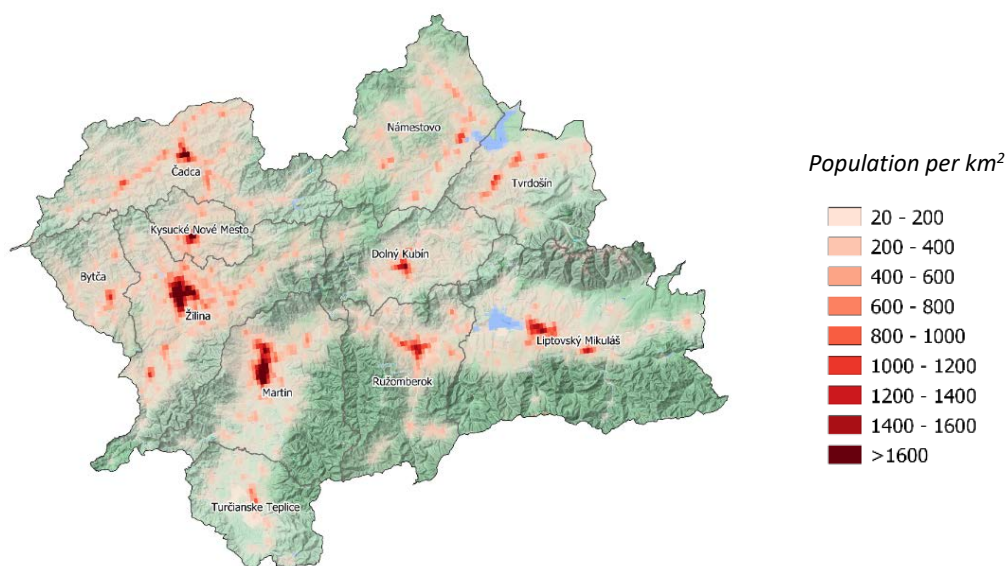 Námestovo
Čadca
Tvrdošín
Kysucké Nové Mesto
Dolný Kubín
Bytča
Žilina
Liptovský Mikuláš
Martin
Ružomberok
Turčianske Teplice
Population per km²
20 - 200
200 - 400
400 - 600
600 - 800
800 - 1000
1000 - 1200
1200 - 1400
1400 - 1600
>1600